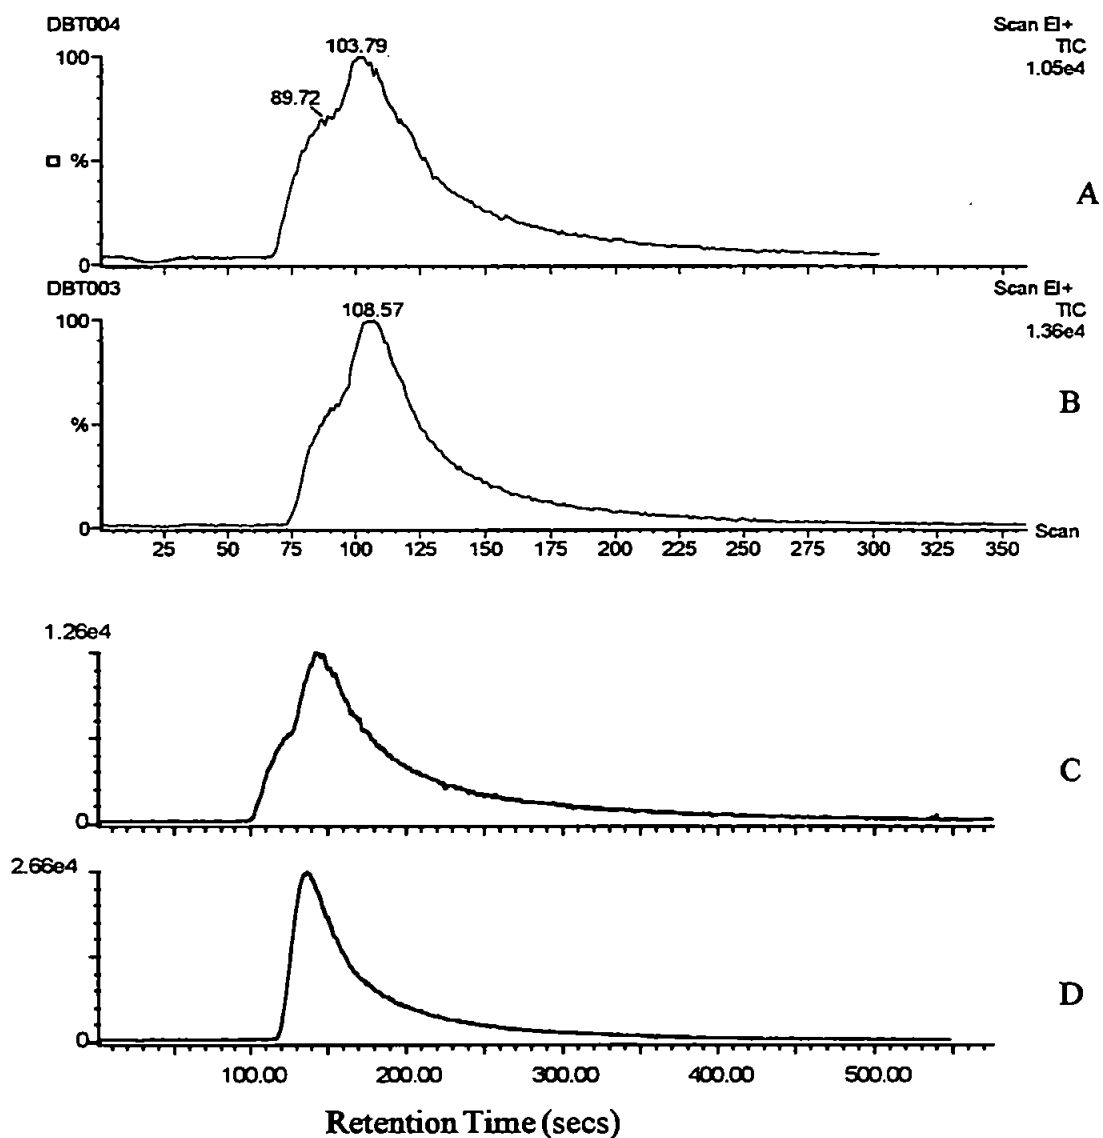 DBT004
Scan EI+
TIC
1.05e4
103.79
89.72
100
%
0
A
DBT003
Scan EI+
TIC
1.36e4
108.57
100
%
0
B
25 50 75 100 125 150 175 200 225 250 275 300 325 350
Scan
1.26e4
0
C
2.66e4
0
D
100.00 200.00 300.00 400.00 500.00
Retention Time (secs)